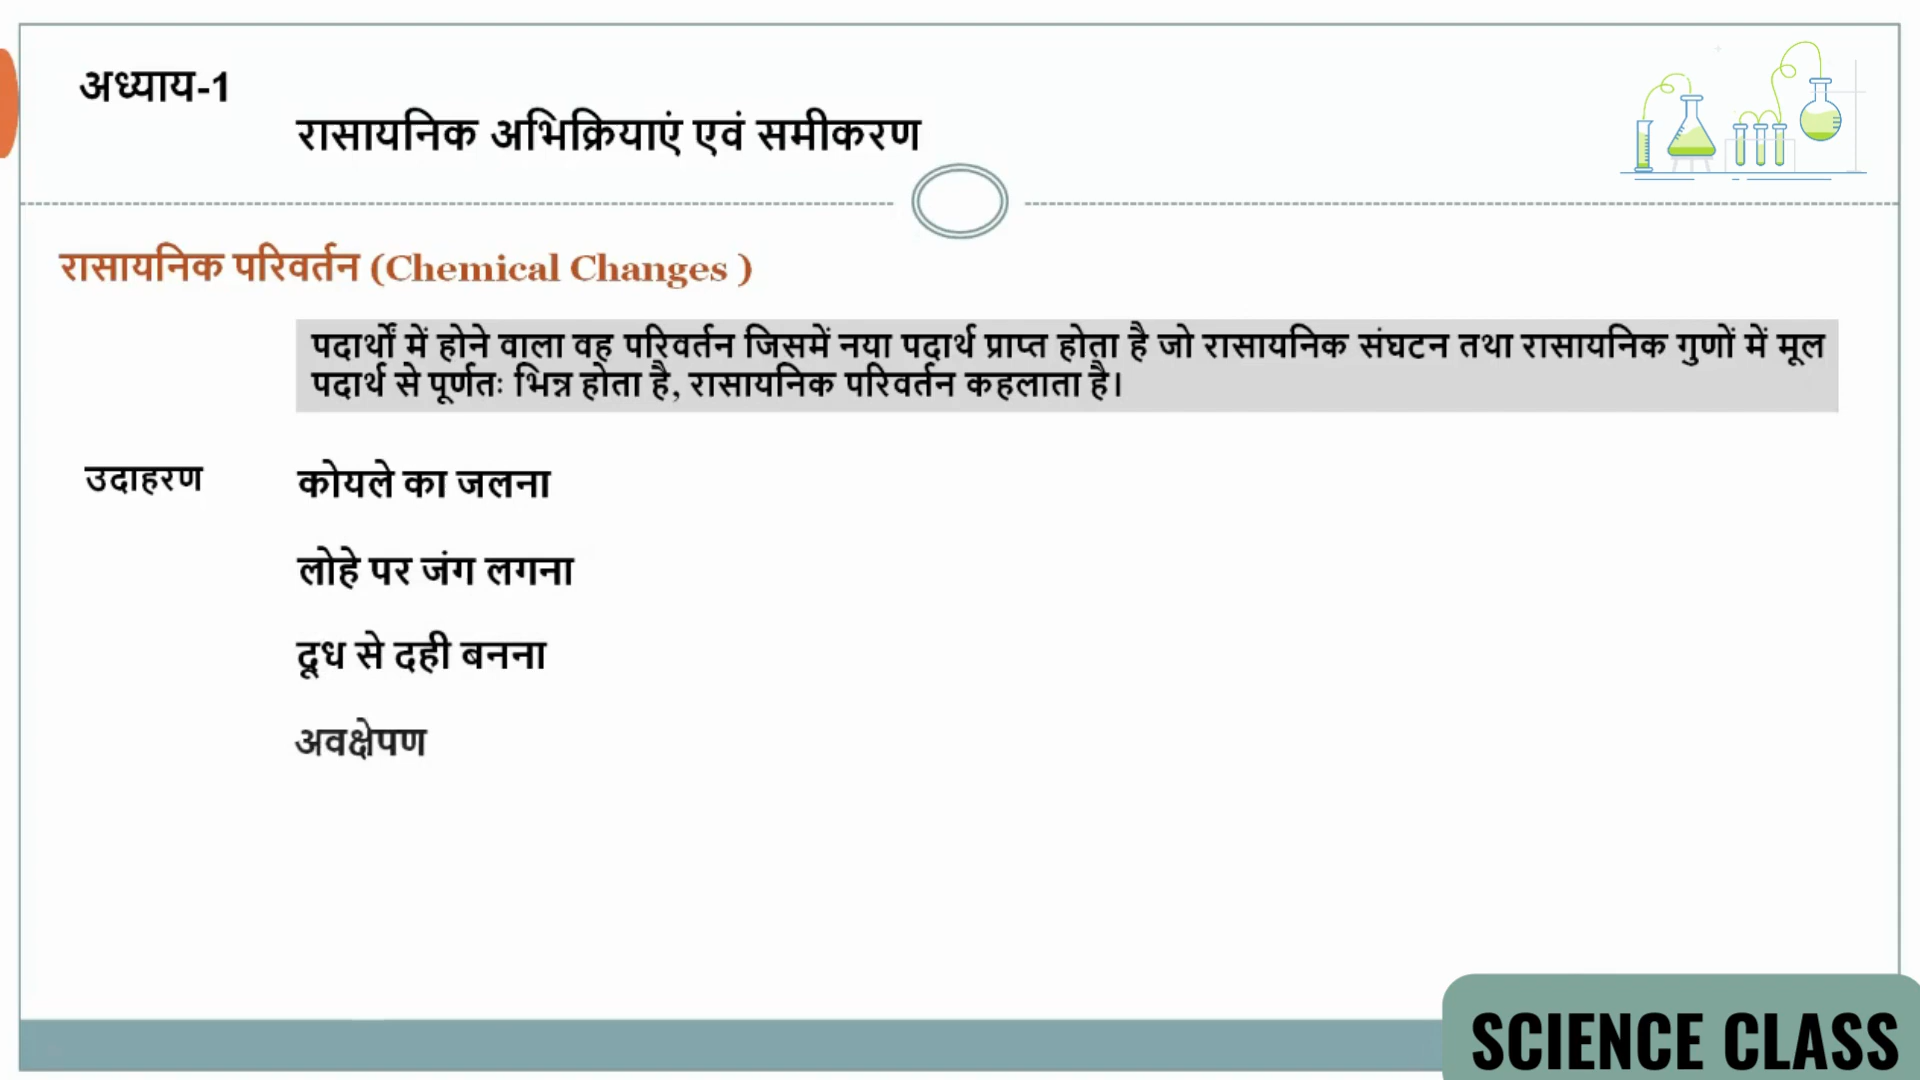 अध्याय-1
रासायनिक अभिक्रियाएं एवं समीकरण
रासायनिक परिवर्तन (Chemical Changes )
पदार्थों में होने वाला वह परिवर्तन जिसमें नया पदार्थ प्राप्त होता है जो रासायनिक संघटन तथा रासायनिक गुणों में मूल
पदार्थ से पूर्णतः भिन्न होता है, रासायनिक परिवर्तन कहलाता है।
उदाहरण कोयले का जलना
लोहे पर जंग लगना
दूध से दही बनना
अवक्षेपण
SCIENCE CLASS